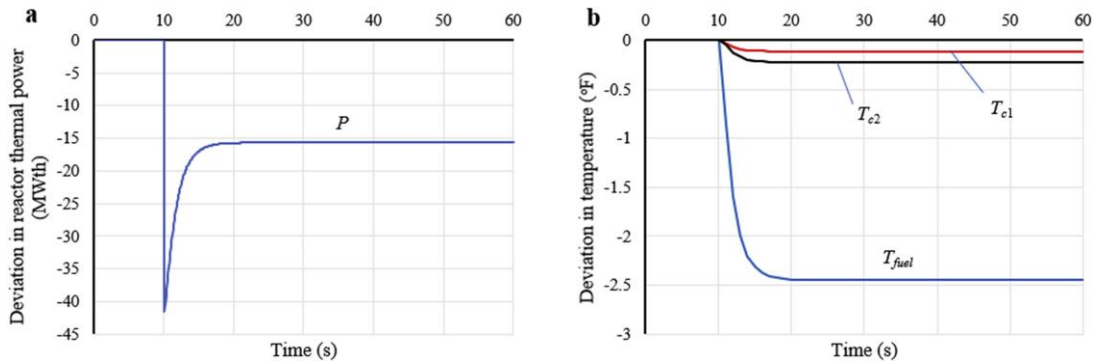 a
0 10 20 30 40 50 60
0
-5
-10
-15
-20
-25
-30
-35
-40
-45
Deviation in reactor thermal power
(MWth)
P
Time (s)
b
0 10 20 30 40 50 60
0
-0.5
-1
-1.5
-2
-2.5
-3
Deviation in temperature (°F)
Tc2
Tc1
Tfuel
Time (s)